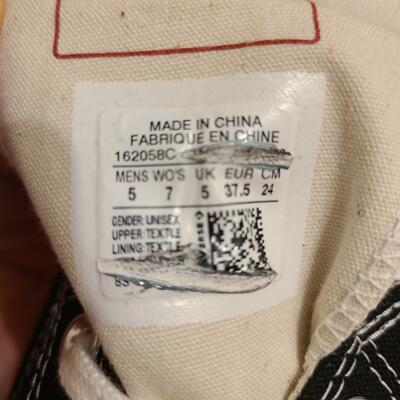 MADE IN CHINA
FABRIQUE EN CHINE
162058C
MENS WO'S UK EUR CM
5 7 5 37.5 24
GENDER: UNISEX
UPPER: TEXTILE
LINING: TEXTILE